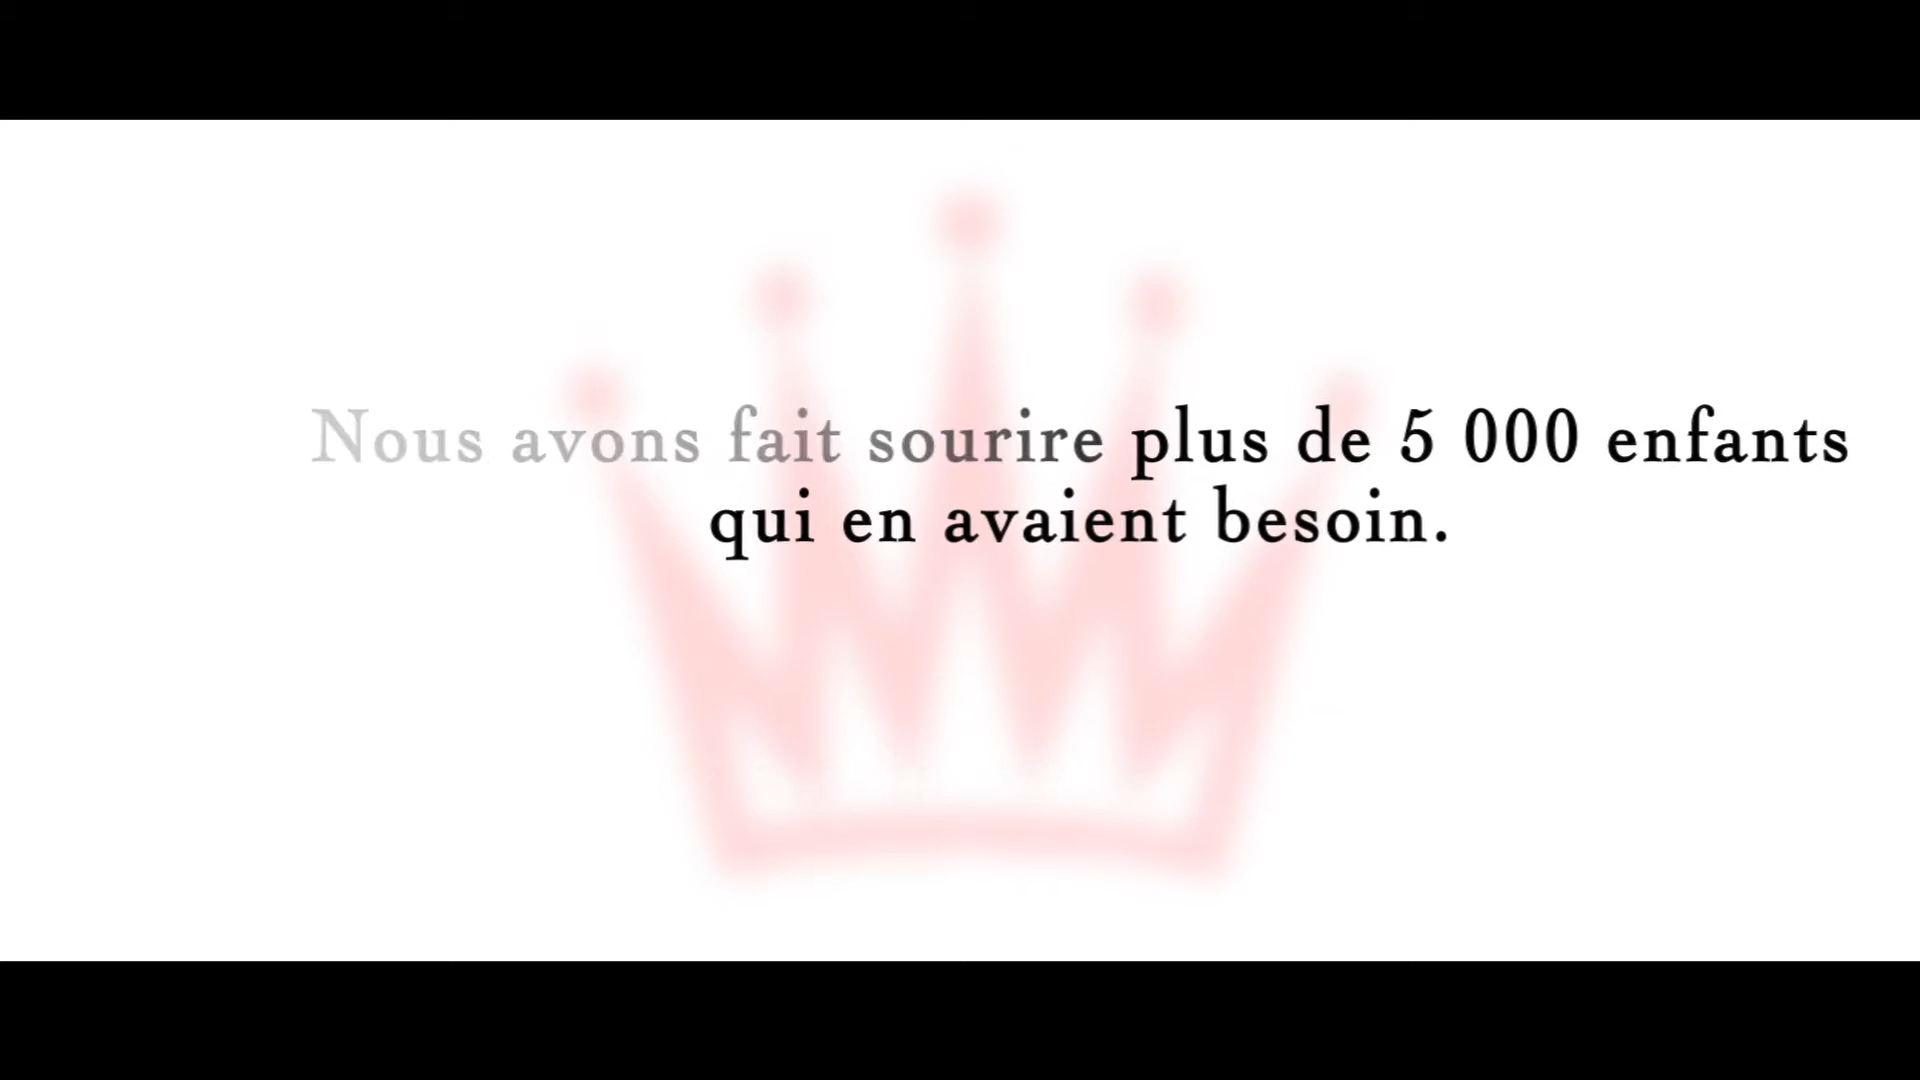 Nous avons fait sourire plus de 5 000 enfants
qui en avaient besoin.